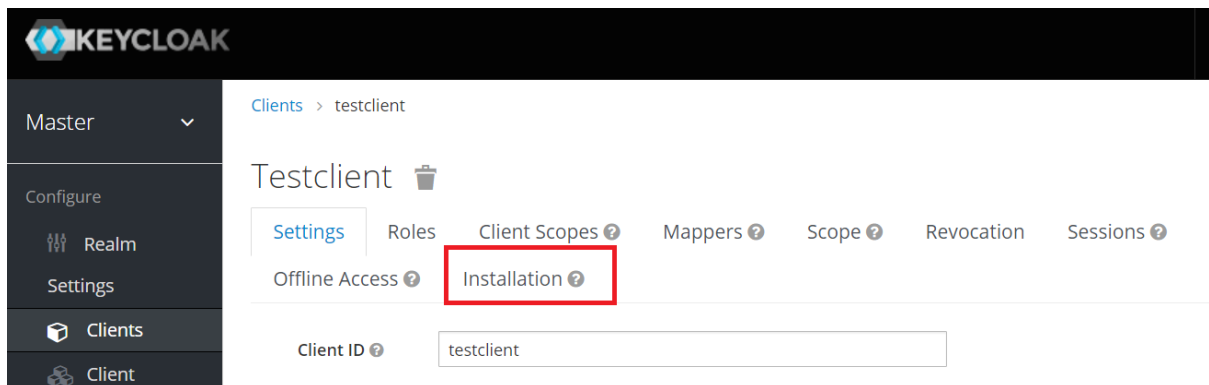 KEYCLOAK
Master
Configure
Realm
Settings
Clients
Client
Clients > testclient
Testclient
Settings Roles Client Scopes Mappers Scope Revocation Sessions
Offline Access Installation
Client ID testclient